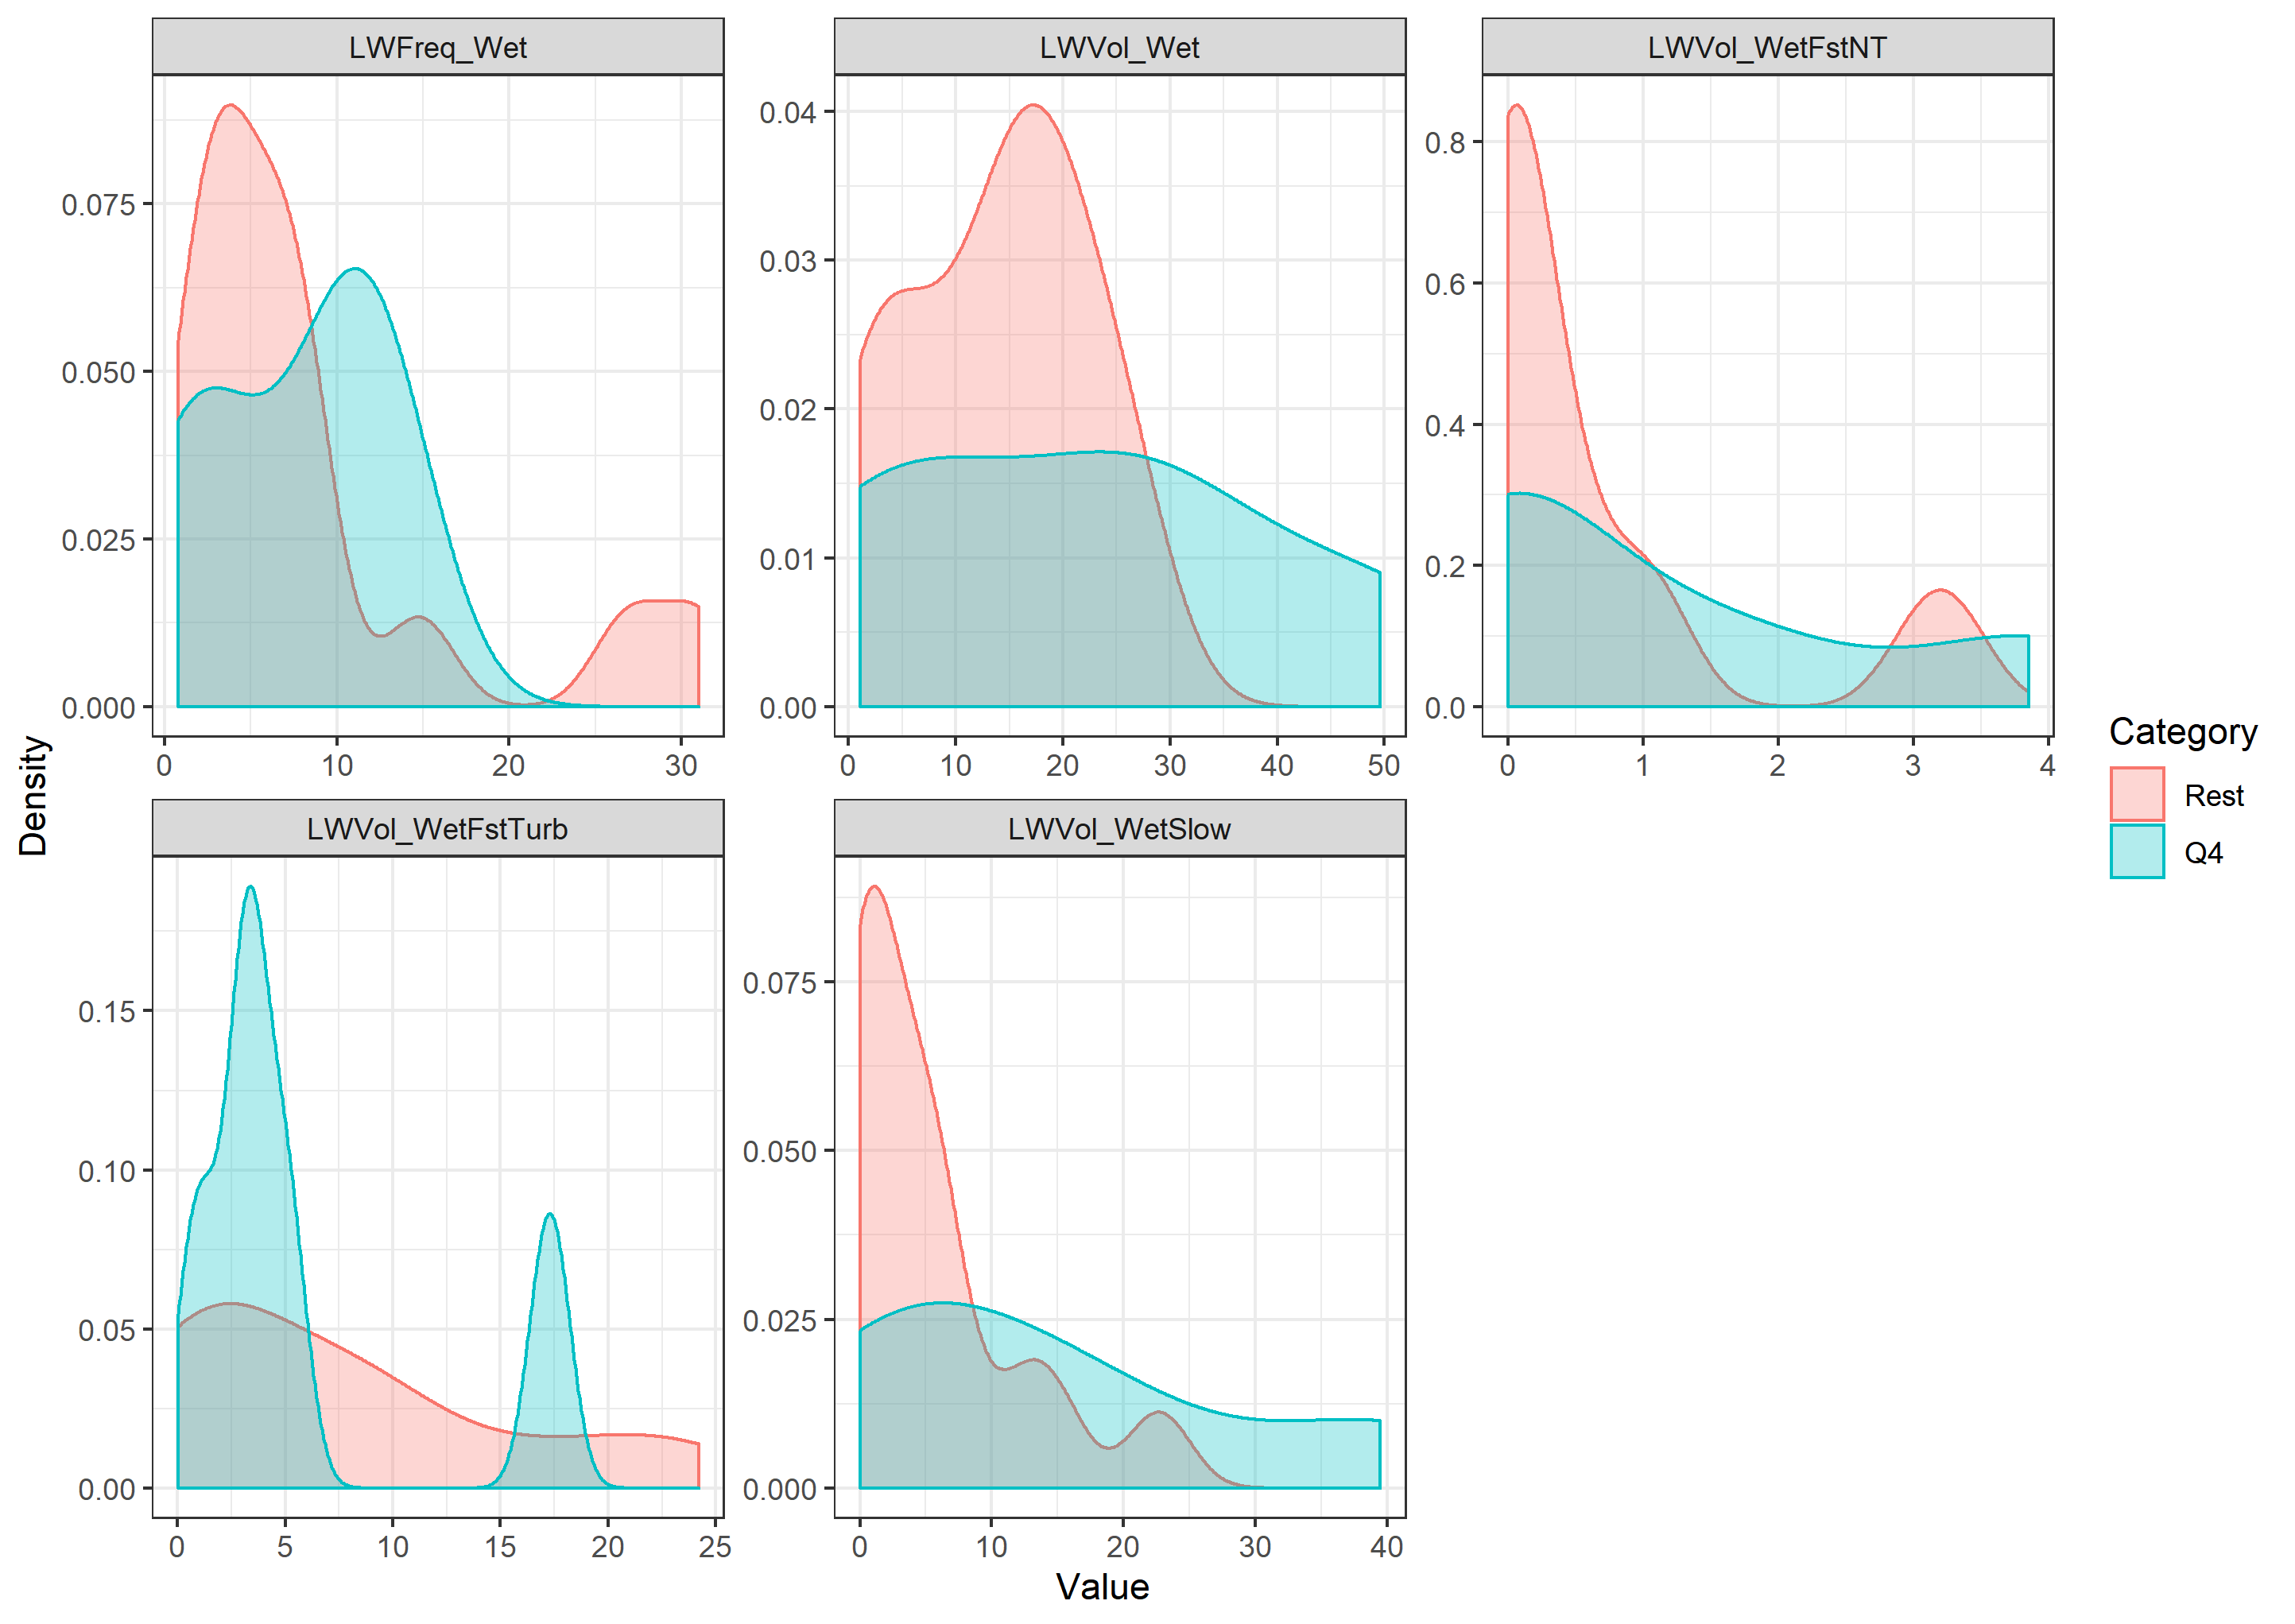 LWFreq_Wet
LWVol_Wet
LWVol_WetFstNT
0.075
0.050
0.025
0.000
0 10 20 30
0.04
0.03
0.02
0.01
0.00
0 10 20 30 40 50
0.8
0.6
0.4
0.2
0.0
0 1 2 3 4
Density
LWVol_WetFstTurb
LWVol_WetSlow
0.15
0.10
0.05
0.00
0 5 10 15 20 25
0.075
0.050
0.025
0.000
0 10 20 30 40
Value
Category
Rest
Q4